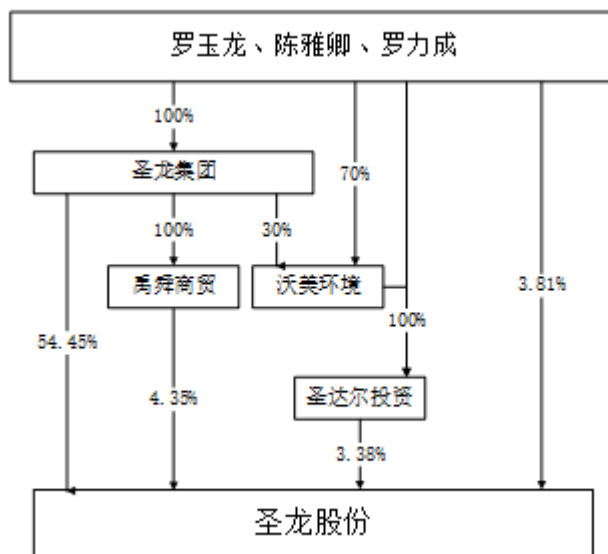 罗玉龙、陈雅卿、罗力成
100%
圣龙集团
70%
100%
30%
禹舜商贸
沃美环境
3.81%
100%
54.45%
圣达尔投资
4.35%
3.38%
圣龙股份